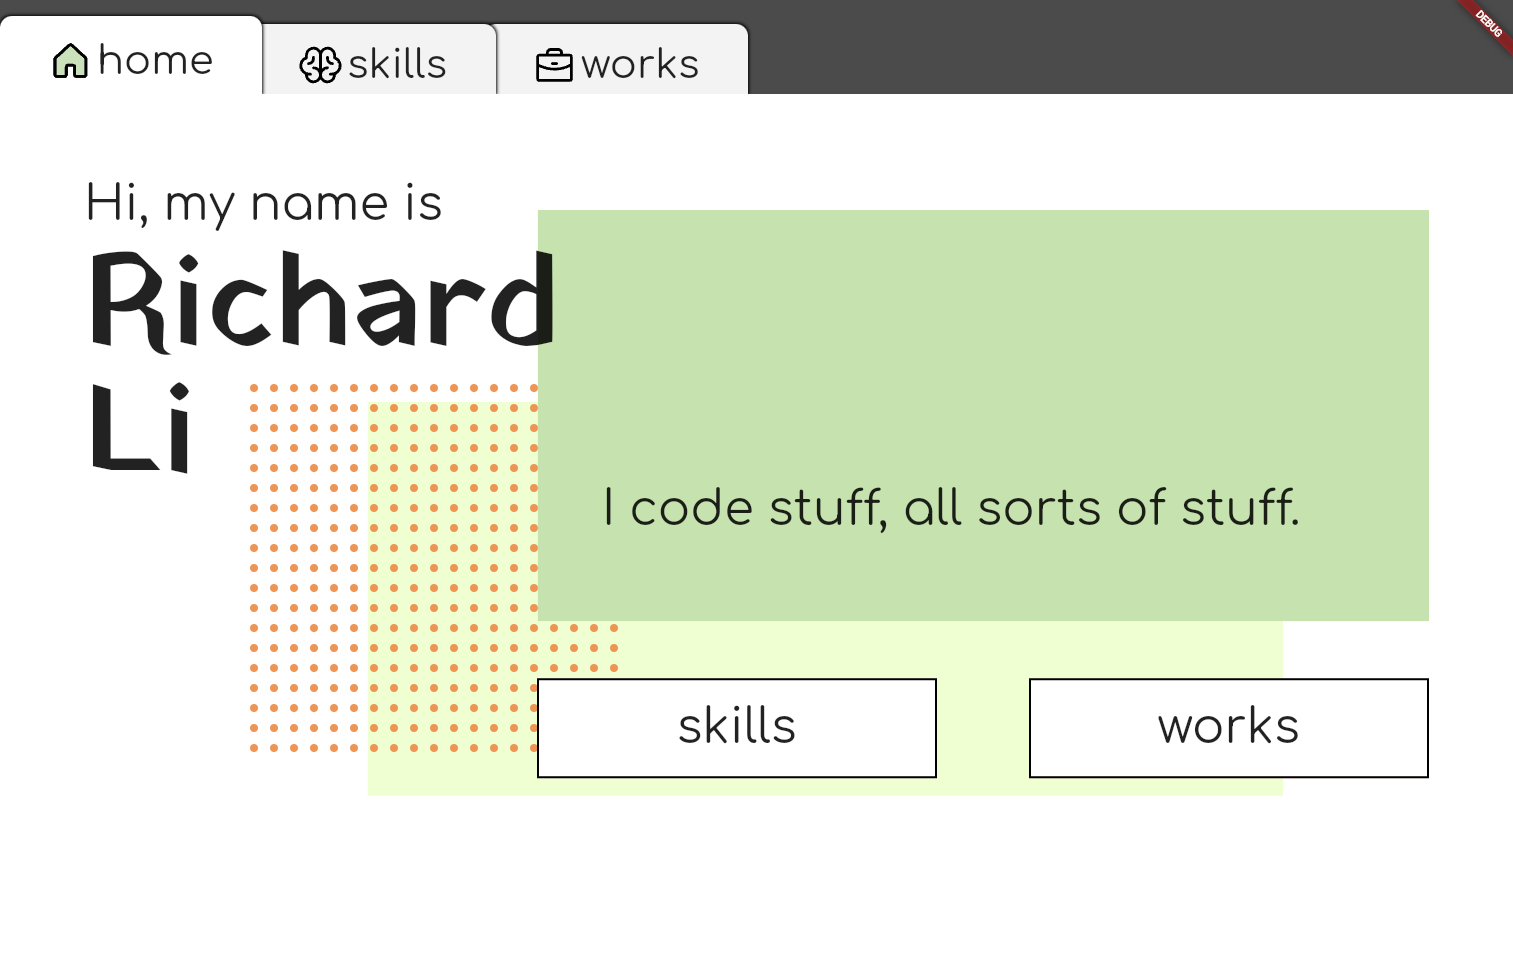 home
skills
works
DEBUG
Hi, my name is
Richard
Li
I code stuff, all sorts of stuff.
skills
works